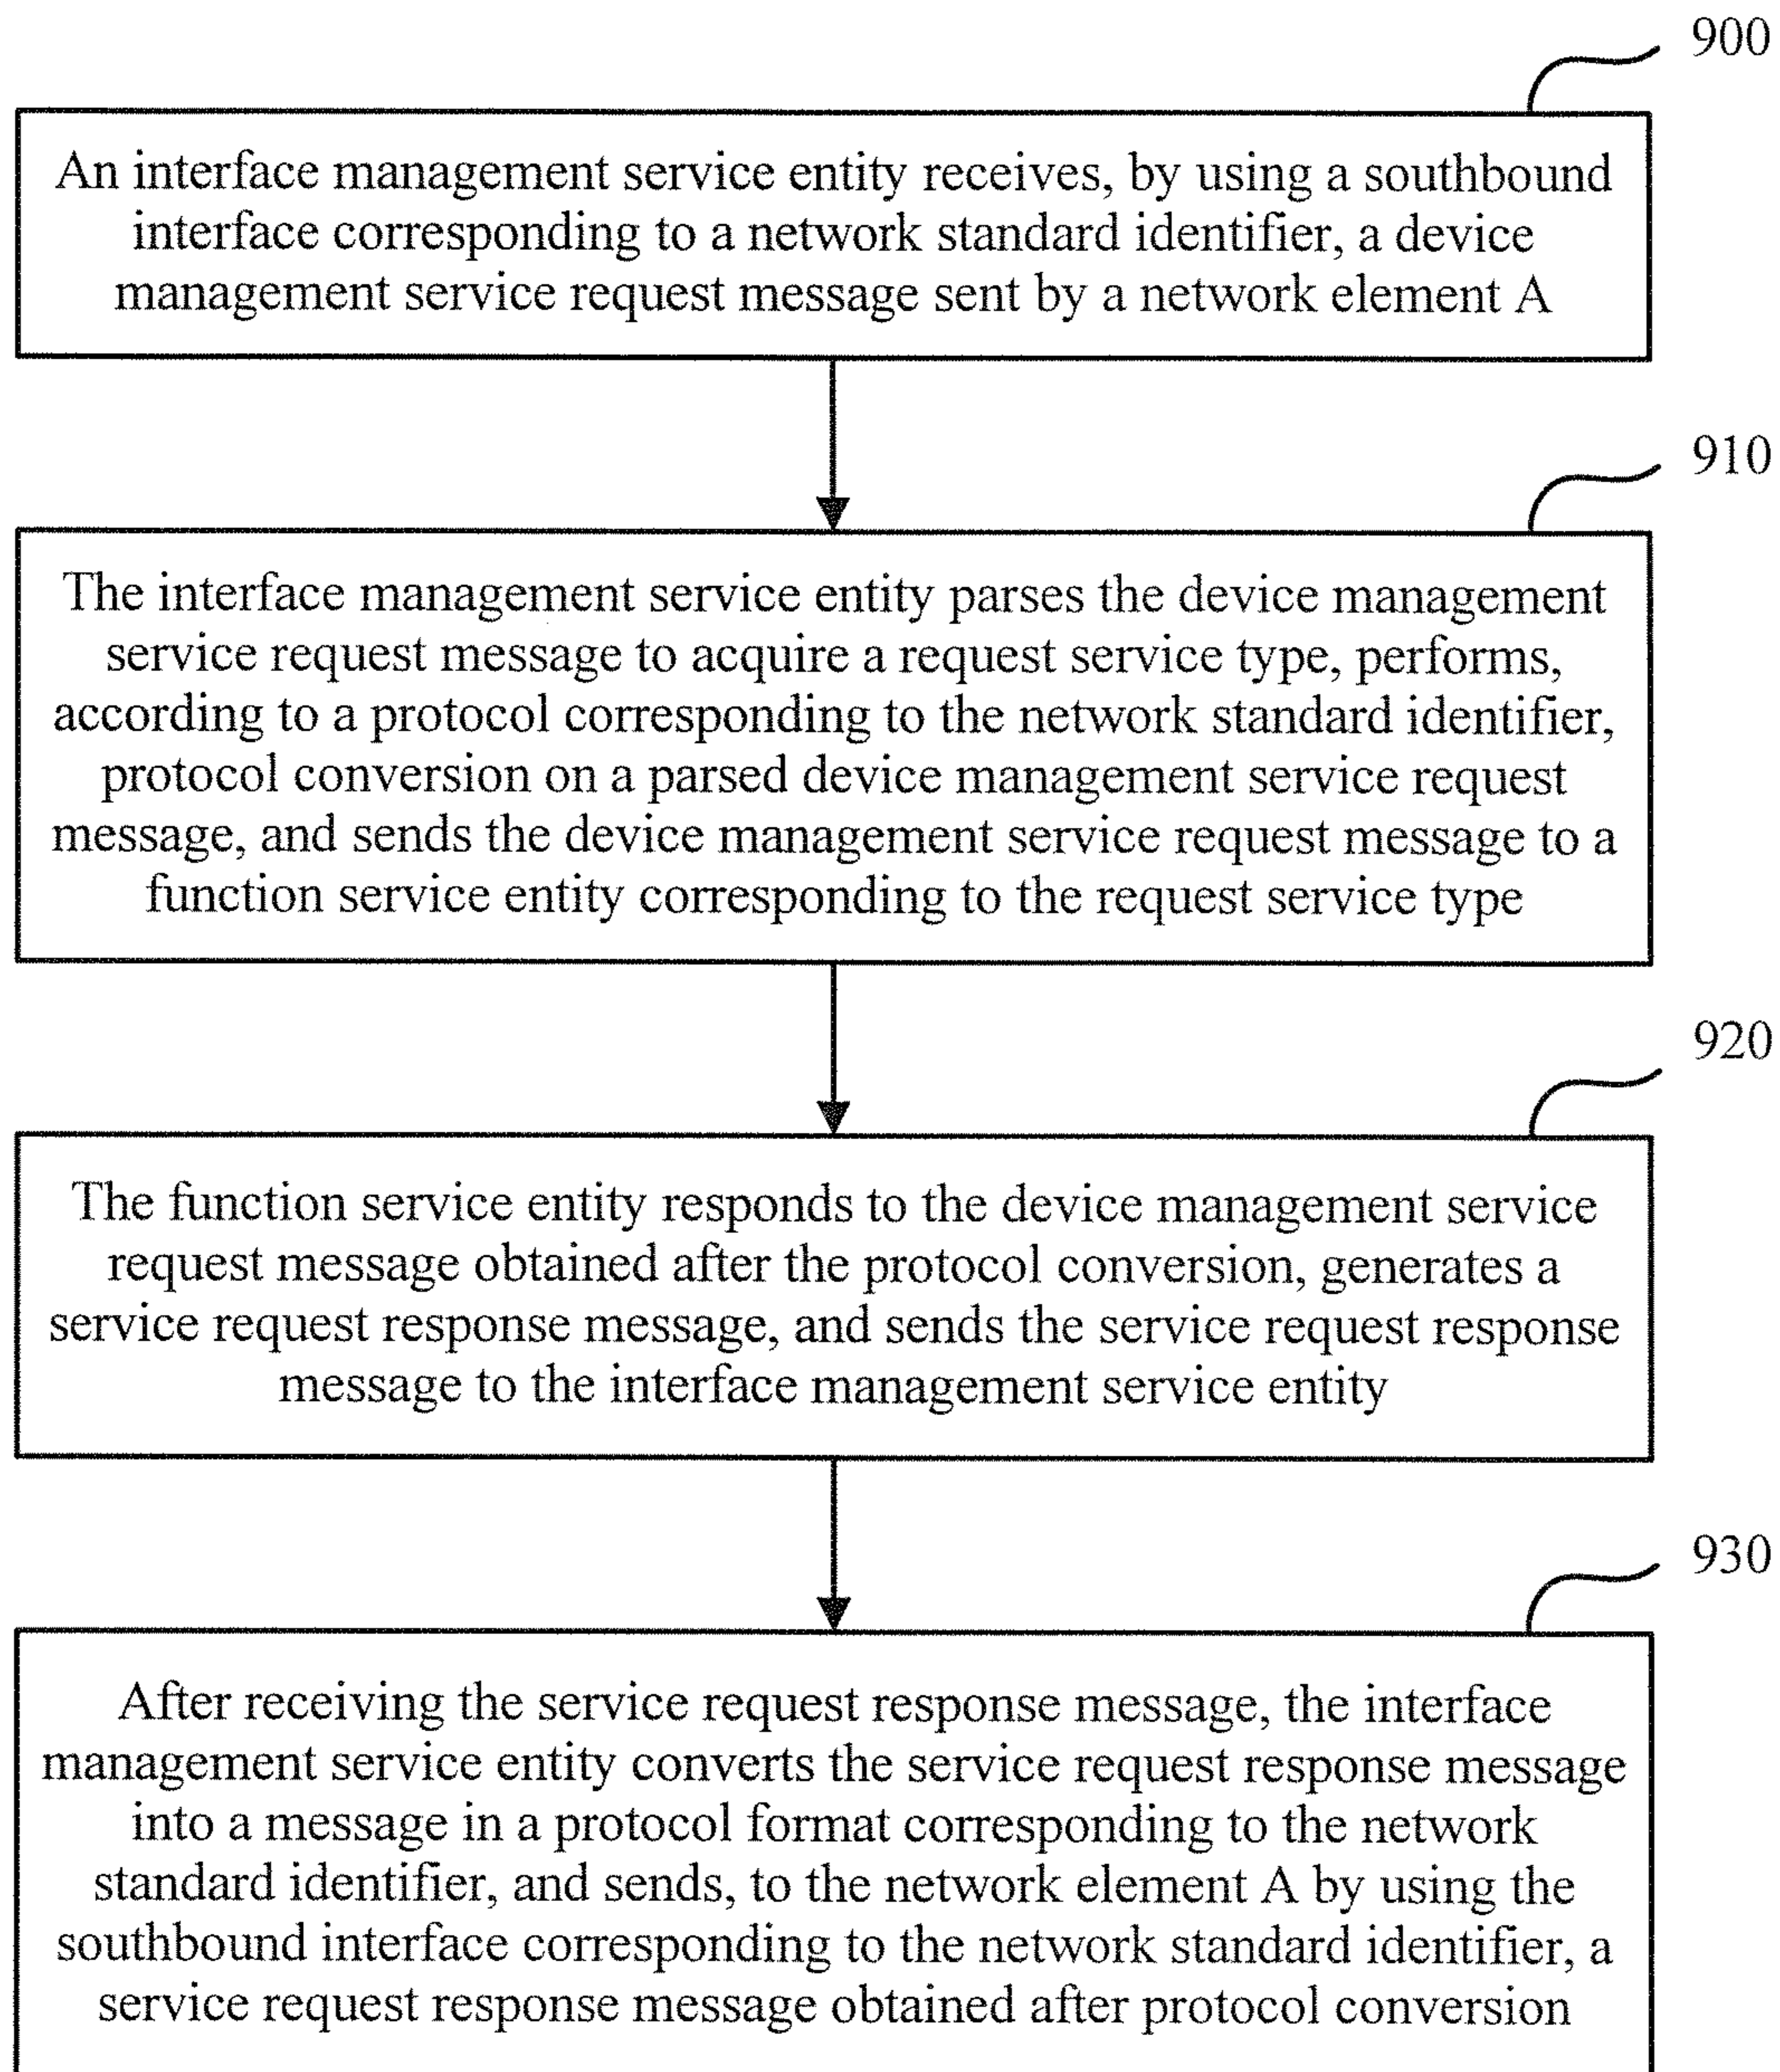 900
An interface management service entity receives, by using a southbound
interface corresponding to a network standard identifier, a device
management service request message sent by a network element A
910
The interface management service entity parses the device management
service request message to acquire a request service type, performs,
according to a protocol corresponding to the network standard identifier,
protocol conversion on a parsed device management service request
message, and sends the device management service request message to a
function service entity corresponding to the request service type
920
The function service entity responds to the device management service
request message obtained after the protocol conversion, generates a
service request response message, and sends the service request response
message to the interface management service entity
930
After receiving the service request response message, the interface
management service entity converts the service request response message
into a message in a protocol format corresponding to the network
standard identifier, and sends, to the network element A by using the
southbound interface corresponding to the network standard identifier, a
service request response message obtained after protocol conversion